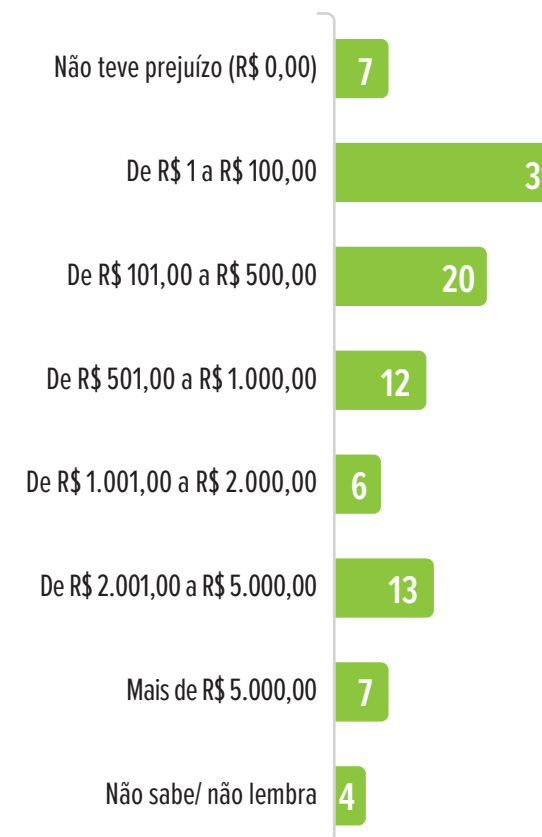 Não teve prejuízo (R$ 0,00) 7
De R$ 1 a R$ 100,00 3
De R$ 101,00 a R$ 500,00 20
De R$ 501,00 a R$ 1.000,00 12
De R$ 1.001,00 a R$ 2.000,00 6
De R$ 2.001,00 a R$ 5.000,00 13
Mais de R$ 5.000,00 7
Não sabe/ não lembra 4